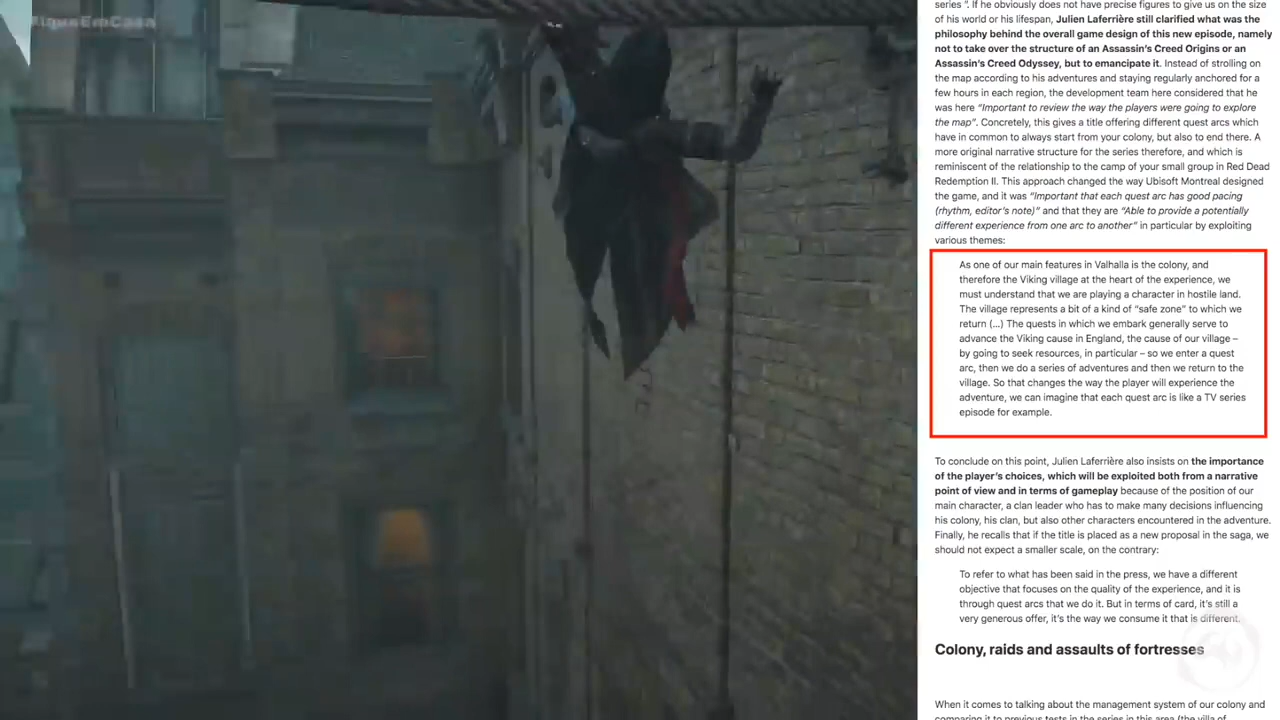 #FiqueEmCasa
series ”. If he obviously does not have precise figures to give us on the size
of his world or his lifespan, Julien Laferrière still clarified what was the
philosophy behind the overall game design of this new episode, namely
not to take over the structure of an Assassin’s Creed Origins or an
Assassin’s Creed Odyssey, but to emancipate it. Instead of strolling on
the map according to his adventures and staying regularly anchored for a
few hours in each region, the development team here considered that he
was here “Important to review the way the players were going to explore
the map”. Concretely, this gives a title offering different quest arcs which
have in common to always start from your colony, but also to end there. A
more original narrative structure for the series therefore, and which is
reminiscent of the relationship to the camp of your small group in Red Dead
Redemption II. This approach changed the way Ubisoft Montreal designed
the game, and it was “Important that each quest arc has good pacing
(rhythm, editor’s note)” and that they are “Able to provide a potentially
different experience from one arc to another” in particular by exploiting
various themes:
As one of our main features in Valhalla is the colony, and
therefore the Viking village at the heart of the experience, we
must understand that we are playing a character in hostile land.
The village represents a bit of a kind of “safe zone” to which we
return (…) The quests in which we embark generally serve to
advance the Viking cause in England, the cause of our village –
by going to seek resources, in particular – so we enter a quest
arc, then we do a series of adventures and then we return to the
village. So that changes the way the player will experience the
adventure, we can imagine that each quest arc is like a TV series
episode for example.
To conclude on this point, Julien Laferrière also insists on the importance
of the player’s choices, which will be exploited both from a narrative
point of view and in terms of gameplay because of the position of our
main character, a clan leader who has to make many decisions influencing
his colony, his clan, but also other characters encountered in the adventure.
Finally, he recalls that if the title is placed as a new proposal in the saga, we
should not expect a smaller scale, on the contrary:
To refer to what has been said in the press, we have a different
objective that focuses on the quality of the experience, and it is
through quest arcs that we do it. But in terms of card, it’s still a
very generous offer, it’s the way we consume it that is different.
Colony, raids and assaults of fortresses
When it comes to talking about the management system of our colony and
comparing it to previous tests in the series in this area (the villa of